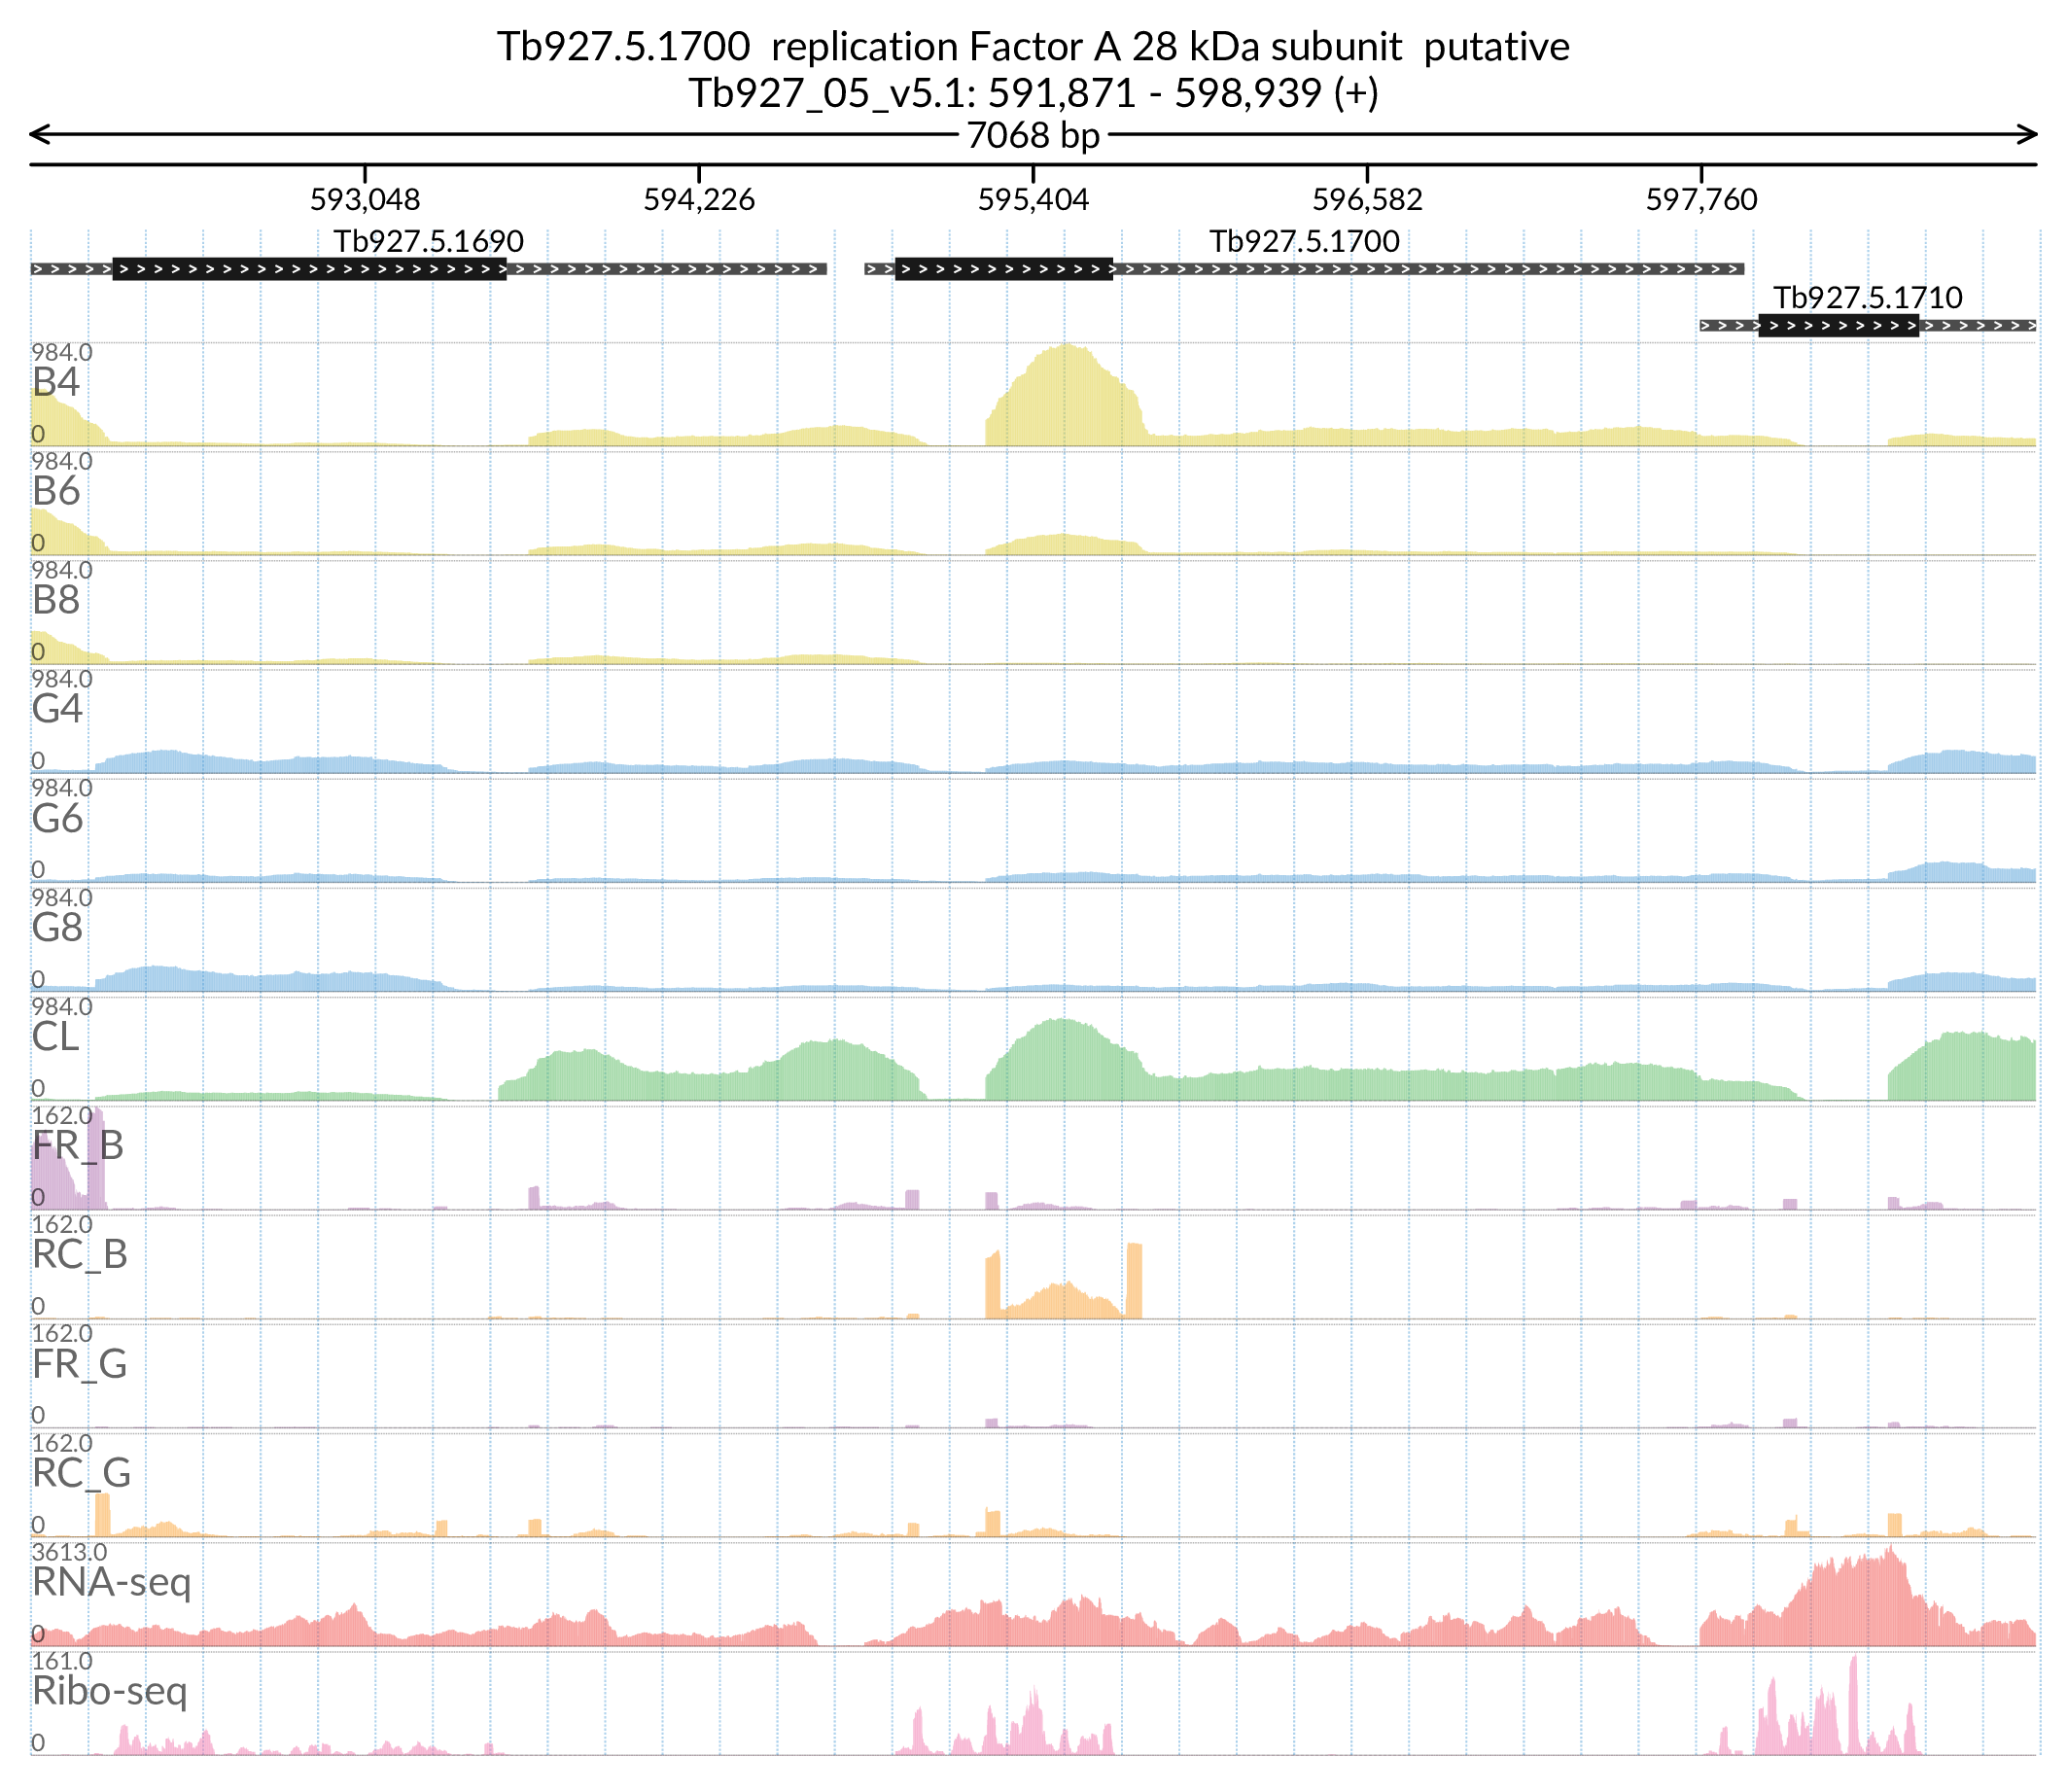 Tb927.5.1700 replication Factor A 28 kDa subunit putative
Tb927_05_v5.1: 591,871 - 598,939 (+)
7068 bp
593,048 594,226 595,404 596,582 597,760
Tb927.5.1690 Tb927.5.1700
Tb927.5.1710
984.0
B4
0
984.0
B6
0
984.0
B8
0
984.0
G4
0
984.0
G6
0
984.0
G8
0
984.0
CL
0
162.0
FR_B
0
162.0
RC_B
0
162.0
FR_G
0
162.0
RC_G
0
3613.0
RNA-seq
0
161.0
Ribo-seq
0